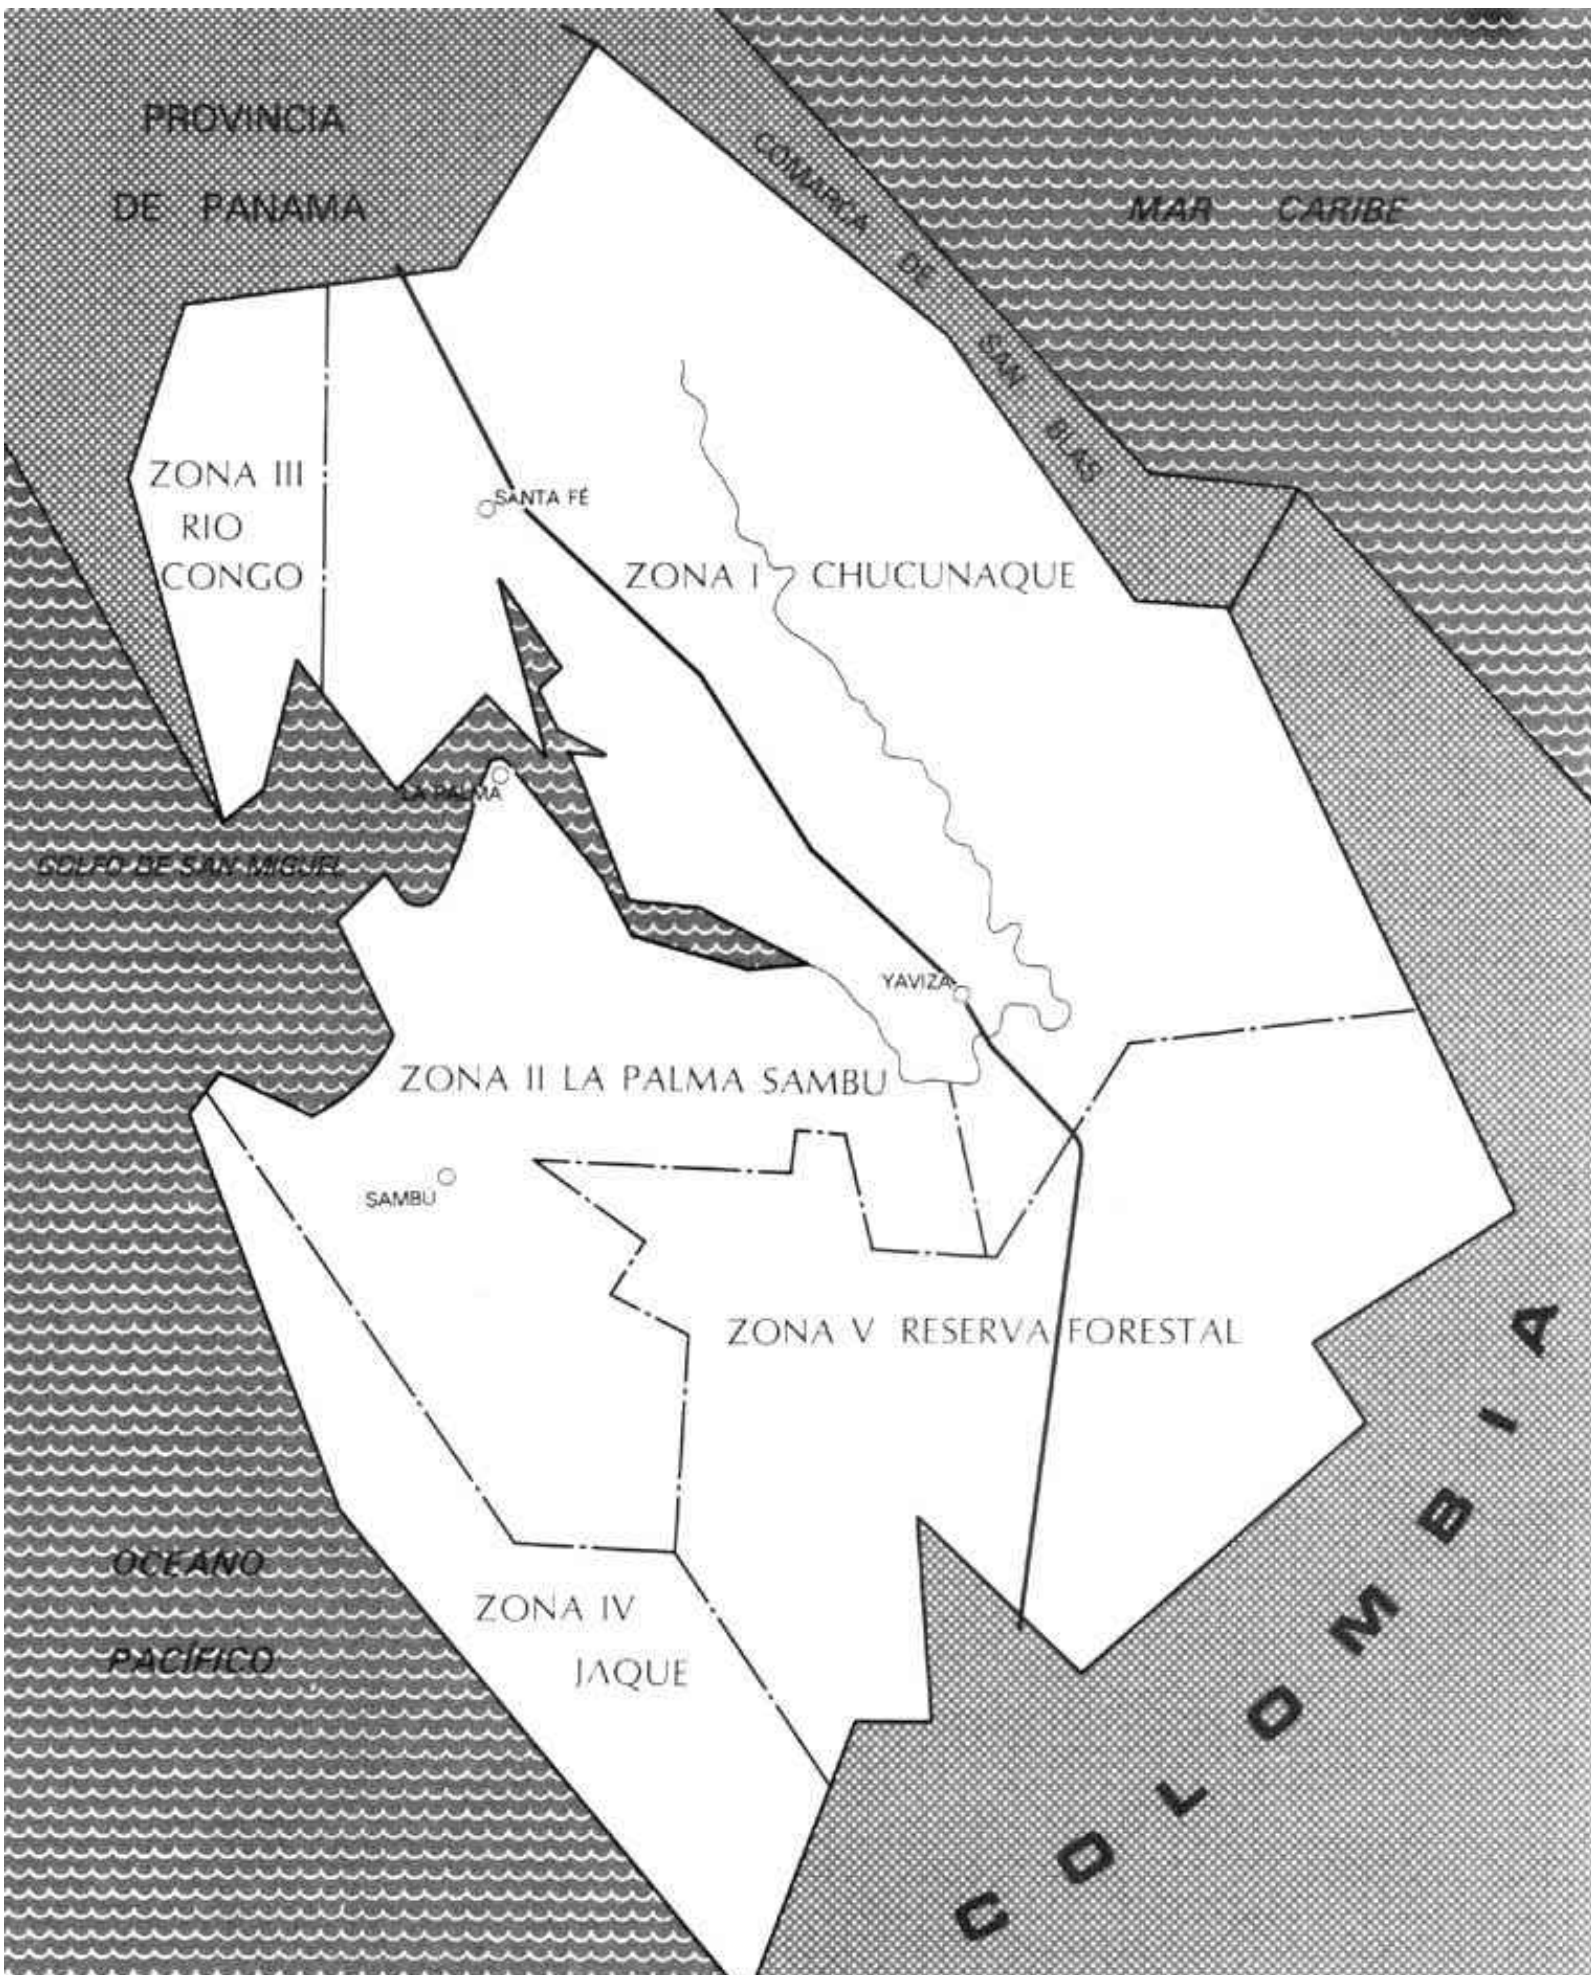 PROVINCIA
DE PANAMA
COMARCA DE SAN BLAS
MAR CARIBE
ZONA III
RIO
CONGO
SANTA FÉ
ZONA I CHUCUNAQUE
LA PALMA
GOLFO DE SAN MIGUEL
YAVIZA
ZONA II LA PALMA SAMBU
SAMBU
ZONA V RESERVA FORESTAL
OCEANO
PACÍFICO
ZONA IV
JAQUE
COLOMBIA